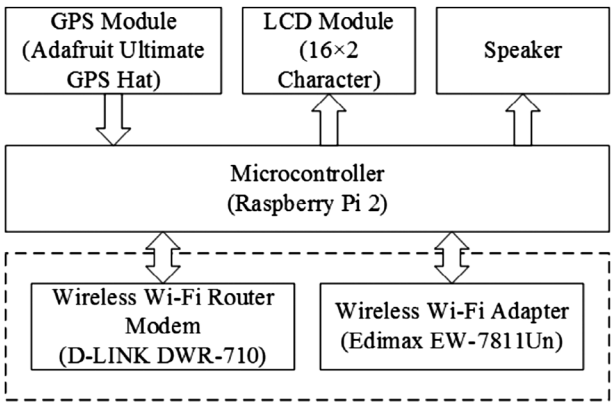 GPS Module
(Adafruit Ultimate
GPS Hat)
LCD Module
(16×2
Character)
Speaker
Microcontroller
(Raspberry Pi 2)
Wireless Wi-Fi Router
Modem
(D-LINK DWR-710)
Wireless Wi-Fi Adapter
(Edimax EW-7811Un)